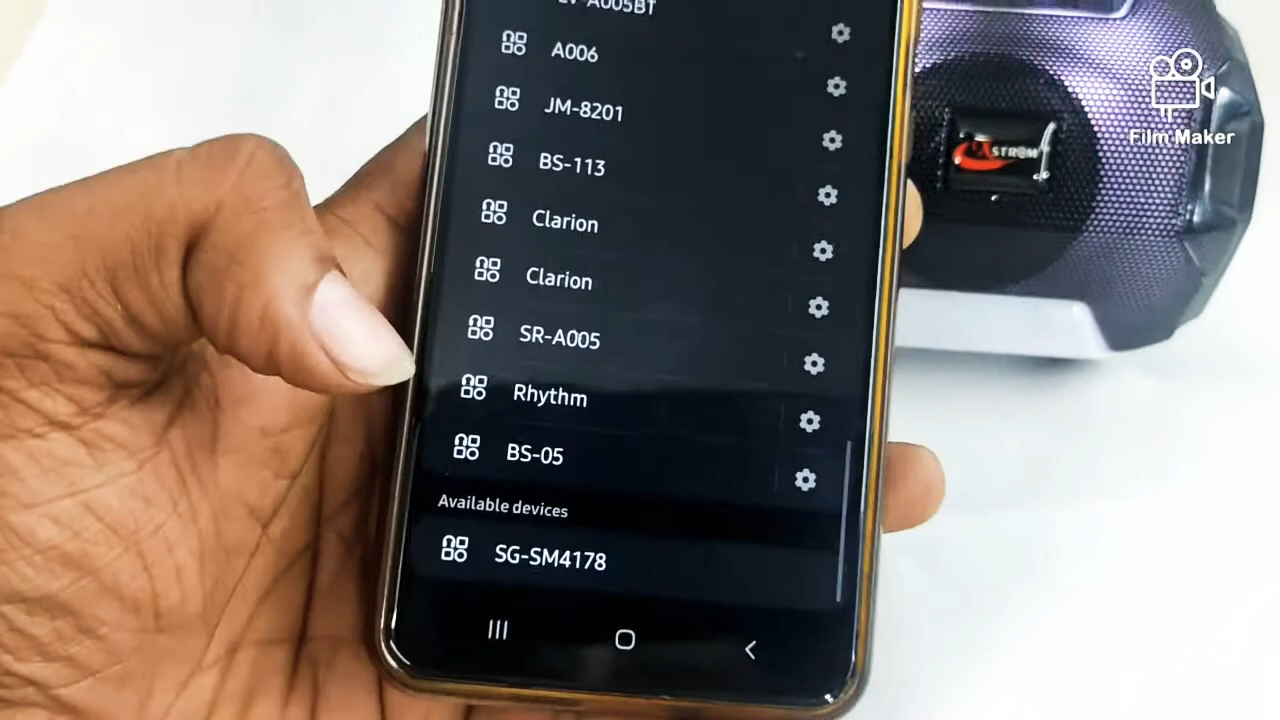 A006
JM-8201
BS-113
Clarion
Clarion
SR-A005
Rhythm
BS-05
Available devices
SG-SM4178
Film Maker